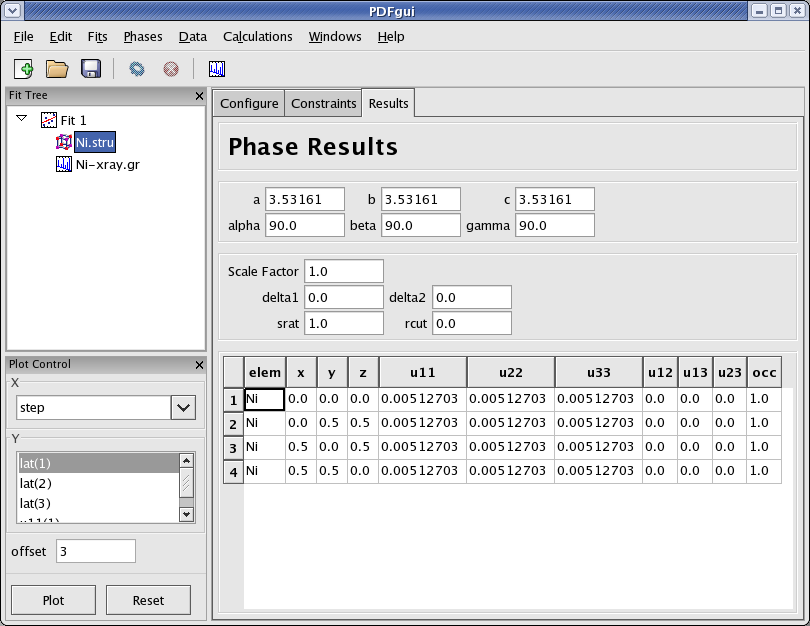 PDFgui
File Edit Fits Phases Data Calculations Windows Help
Fit Tree
Fit 1
Ni.stru
Ni-xray.gr
Plot Control
X
step
Y
lat(1)
lat(2)
lat(3)
u11(1)
offset 3
Plot Reset
Configure Constraints Results
Phase Results
a 3.53161 b 3.53161 c 3.53161
alpha 90.0 beta 90.0 gamma 90.0
Scale Factor 1.0
delta1 0.0 delta2 0.0
srat 1.0 rcut 0.0
elem x y z u11 u22 u33 u12 u13 u23 occ
1 Ni 0.0 0.0 0.0 0.00512703 0.00512703 0.00512703 0.0 0.0 0.0 1.0
2 Ni 0.0 0.5 0.5 0.00512703 0.00512703 0.00512703 0.0 0.0 0.0 1.0
3 Ni 0.5 0.0 0.5 0.00512703 0.00512703 0.00512703 0.0 0.0 0.0 1.0
4 Ni 0.5 0.5 0.0 0.00512703 0.00512703 0.00512703 0.0 0.0 0.0 1.0